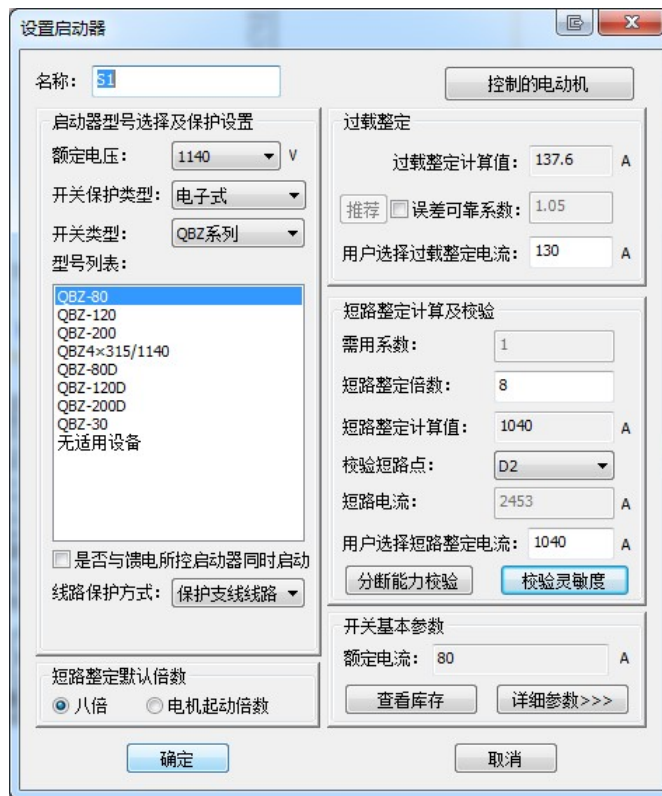 设置启动器
名称： S1
控制的电动机
启动器型号选择及保护设置
额定电压： 1140 V
开关保护类型： 电子式
开关类型： QBZ系列
型号列表：
QBZ-80
QBZ-120
QBZ-200
QBZ4×315/1140
QBZ-80D
QBZ-120D
QBZ-200D
QBZ-30
无适用设备
是否与馈电所控启动器同时启动
线路保护方式： 保护支线线路
短路整定默认倍数
八倍 电机起动倍数
过载整定
过载整定计算值： 137.6 A
推荐 误差可靠系数： 1.05
用户选择过载整定电流： 130 A
短路整定计算及校验
需用系数： 1
短路整定倍数： 8
短路整定计算值： 1040 A
校验短路点： D2
短路电流： 2453 A
用户选择短路整定电流： 1040 A
分断能力校验 校验灵敏度
开关基本参数
额定电流： 80 A
查看库存 详细参数>>>
确定 取消